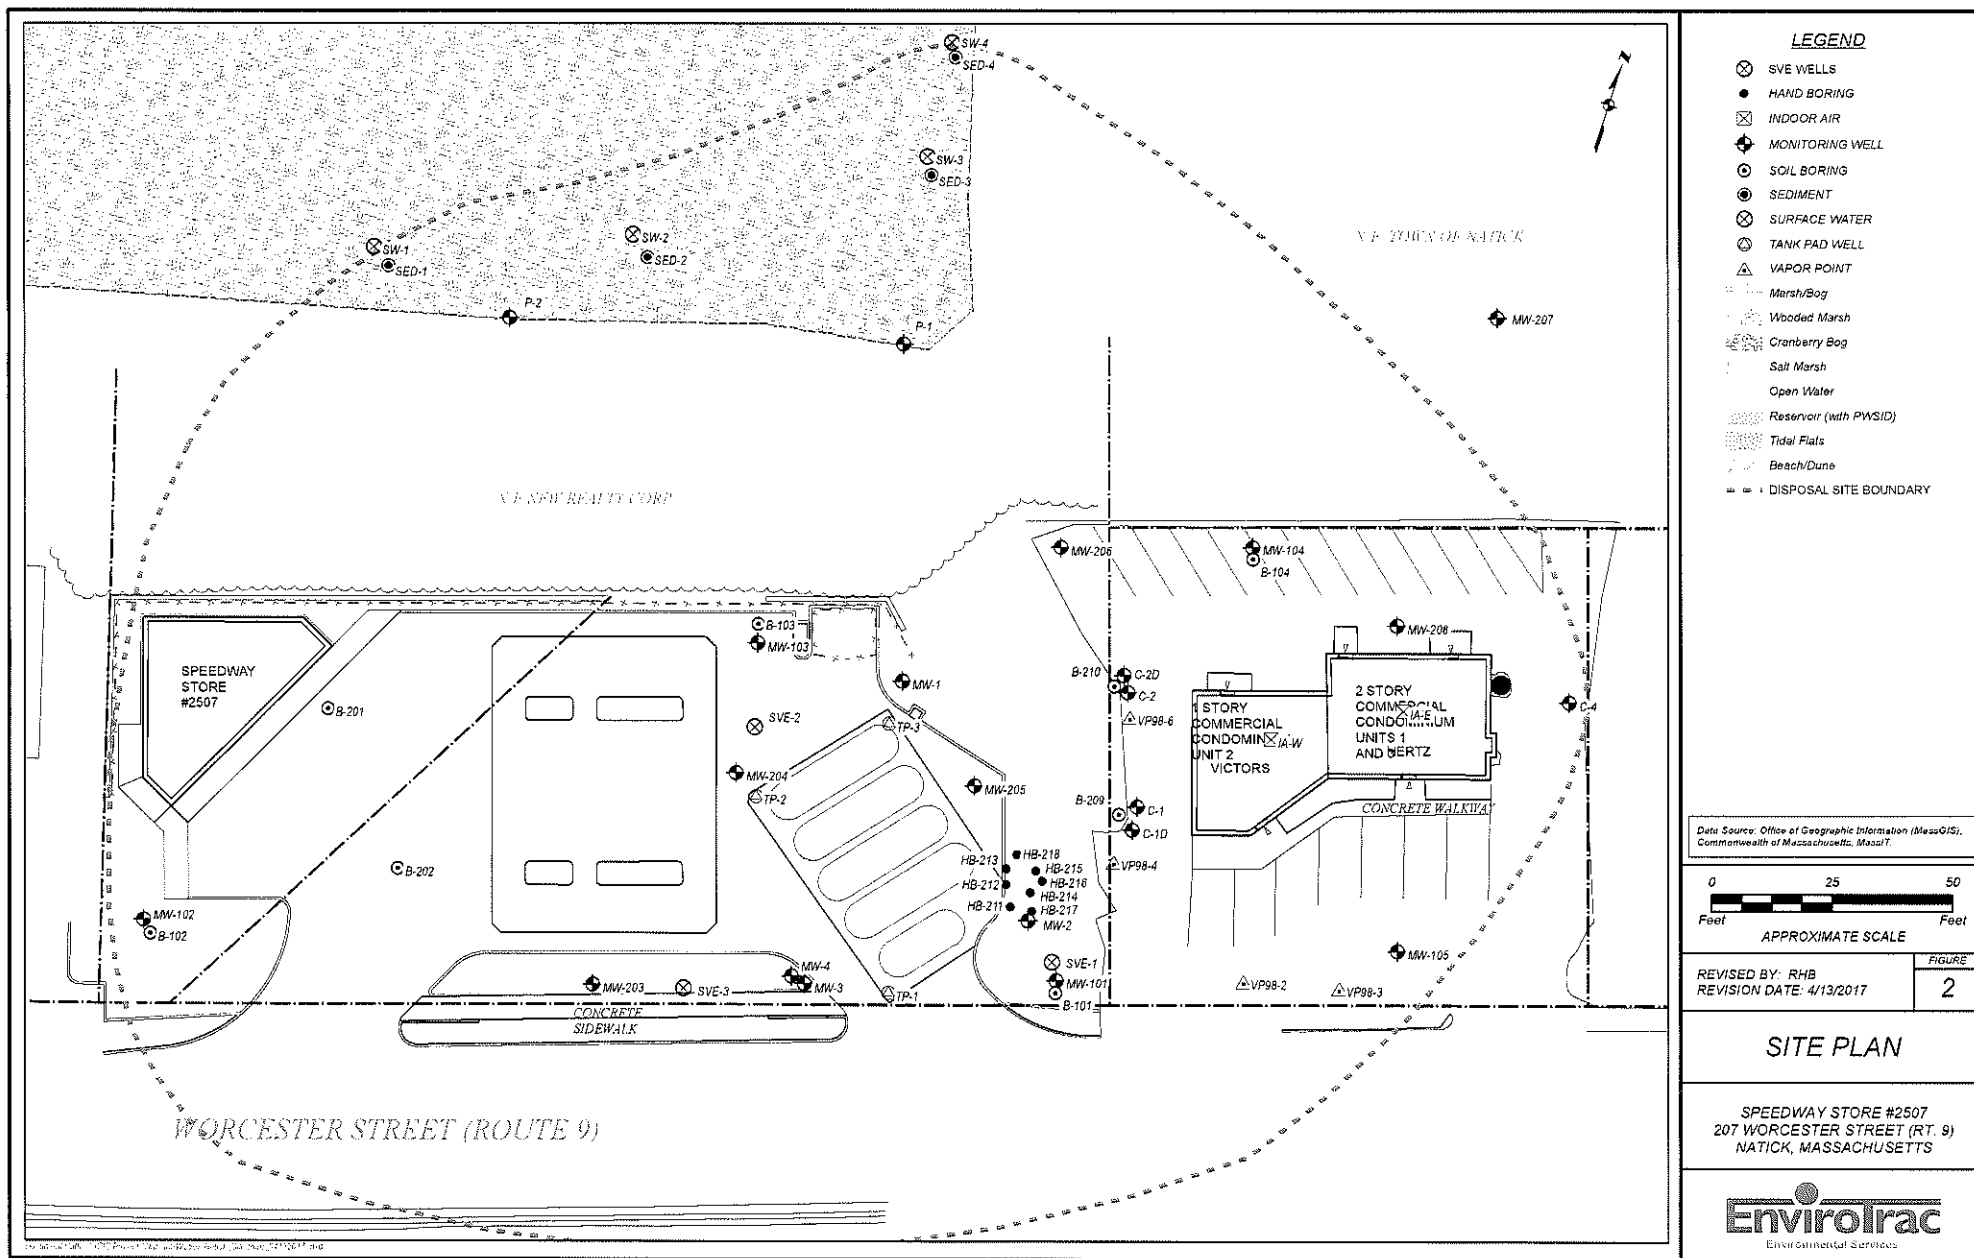 SW-4
SED-4
SW-3
SED-3
SW-2
SED-2
SW-1
SED-1
P-2
P-1
MW-207
MW-206
MW-104
B-104
B-103
MW-103
MW-208
SPEEDWAY
STORE
#2507
B-201
MW-1
SVE-2
TP-3
B-210
C-2D
C-2
VP98-6
1 STORY
COMMERCIAL
UNIT 2
VICTORS
IA-W
2 STORY
IA-E
UNITS 1
AND HERTZ
C-4
MW-204
TP-2
MW-205
B-209
C-1
C-1D
CONCRETE WALKWAY
B-202
HB-218
HB-213
HB-215
HB-212
HB-216
HB-214
HB-211
HB-217
MW-2
VP98-4
MW-102
B-102
MW-4
MW-3
MW-203
SVE-3
TP-1
SVE-1
MW-101
B-101
MW-105
VP98-2
VP98-3
CONCRETE
SIDEWALK
WORCESTER STREET (ROUTE 9)
TOWN OF NATICK
REALTY CORP
N
LEGEND
SVE WELLS
HAND BORING
INDOOR AIR
MONITORING WELL
SOIL BORING
SEDIMENT
SURFACE WATER
TANK PAD WELL
VAPOR POINT
Marsh/Bog
Wooded Marsh
Cranberry Bog
Salt Marsh
Open Water
Reservoir (with PWSID)
Tidal Flats
Beach/Dune
DISPOSAL SITE BOUNDARY
Data Source: Office of Geographic Information (MassGIS),
Commonwealth of Massachusetts, MassIT.
0 25 50
Feet Feet
APPROXIMATE SCALE
REVISED BY: RHB
REVISION DATE: 4/13/2017
FIGURE
2
SITE PLAN
SPEEDWAY STORE #2507
207 WORCESTER STREET (RT. 9)
NATICK, MASSACHUSETTS
EnviroTrac
Environmental Services